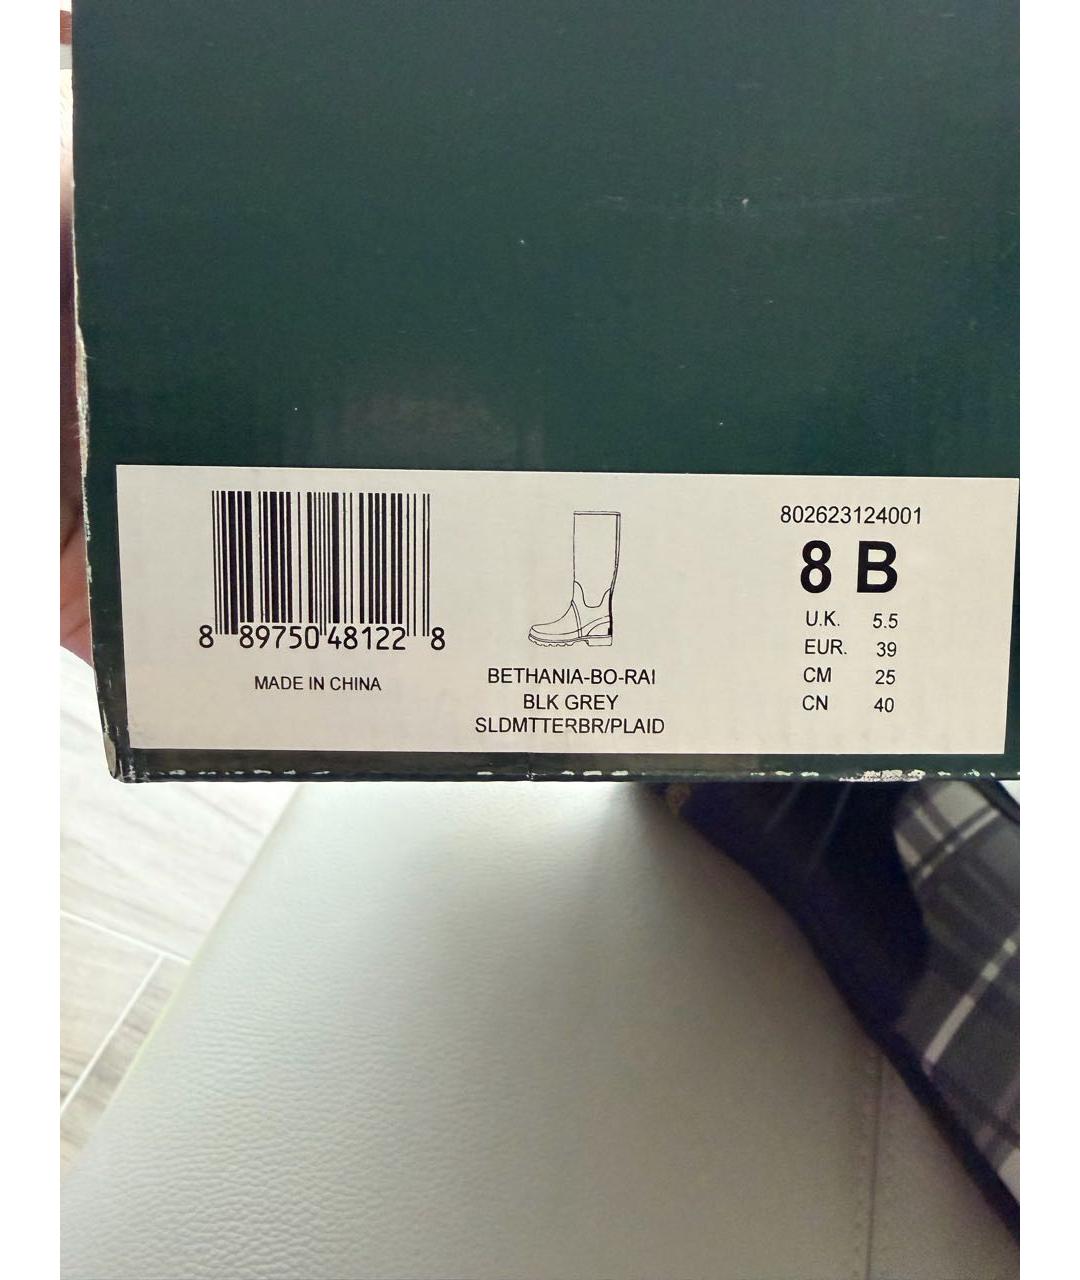 8 89750 48122 8
MADE IN CHINA
BETHANIA-BO-RAI
BLK GREY
SLDMTTERBR/PLAID
802623124001
8 B
U.K. 5.5
EUR. 39
CM 25
CN 40